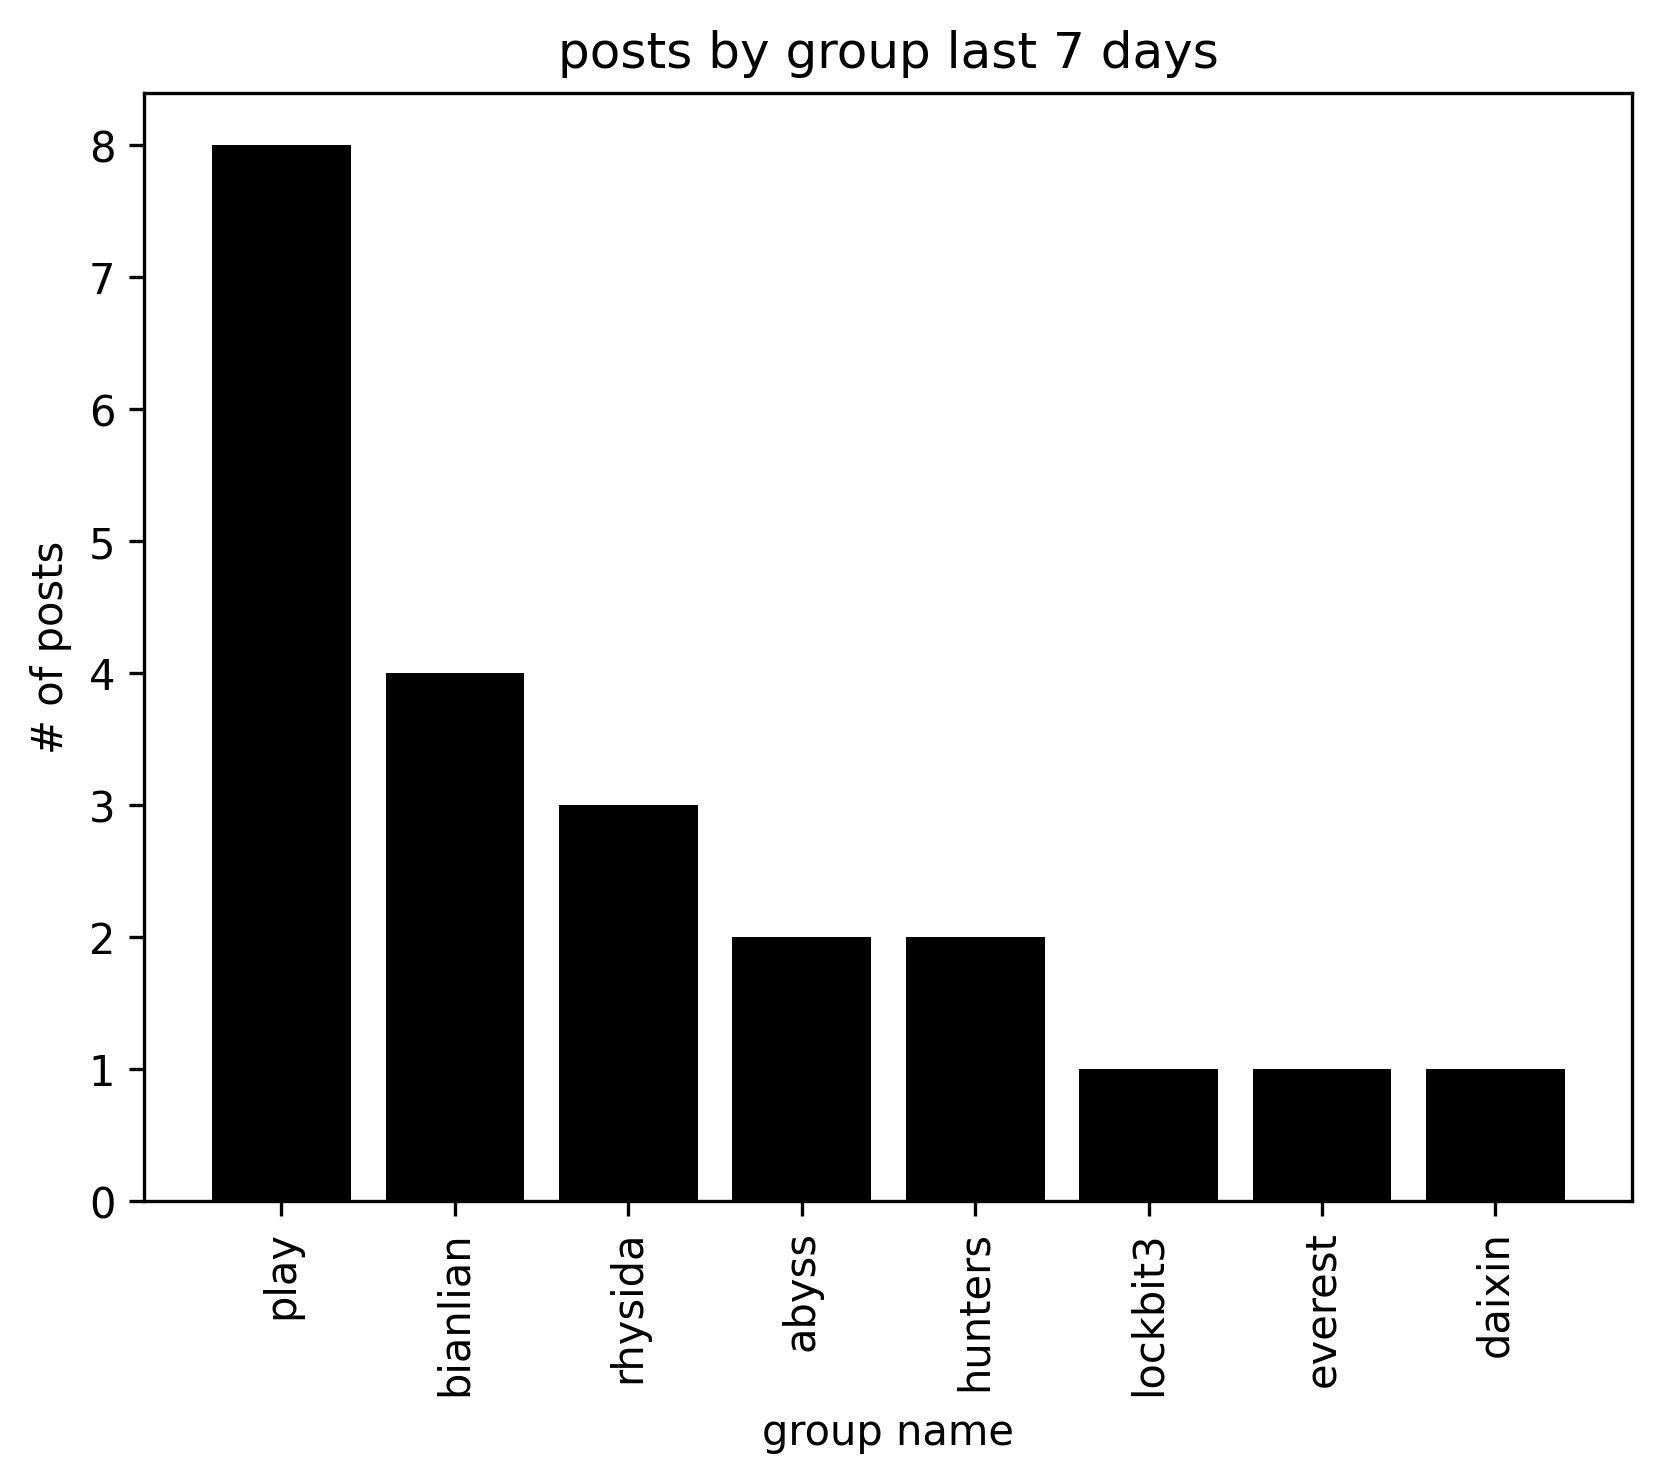 posts by group last 7 days
8
7
6
5
4
3
2
1
0
# of posts
play
bianlian
rhysida
abyss
hunters
lockbit3
everest
daixin
group name